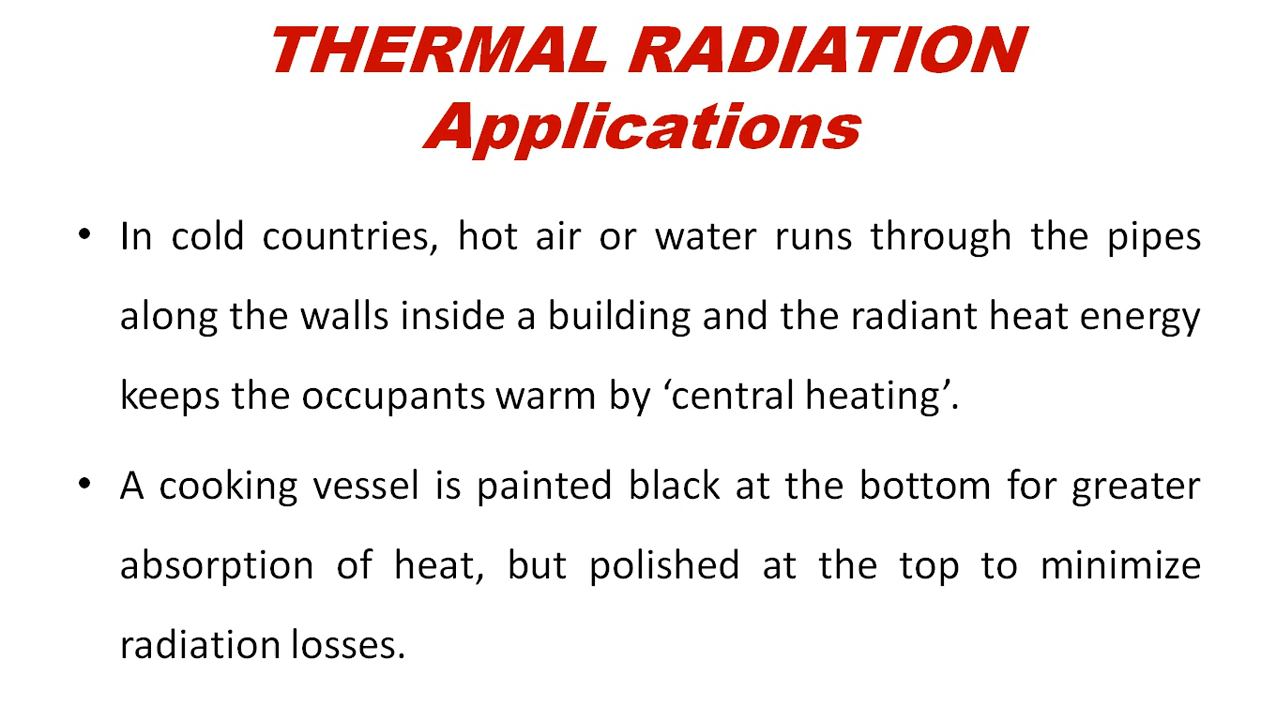 THERMAL RADIATION
Applications
• In cold countries, hot air or water runs through the pipes
along the walls inside a building and the radiant heat energy
keeps the occupants warm by ‘central heating’.
• A cooking vessel is painted black at the bottom for greater
absorption of heat, but polished at the top to minimize
radiation losses.